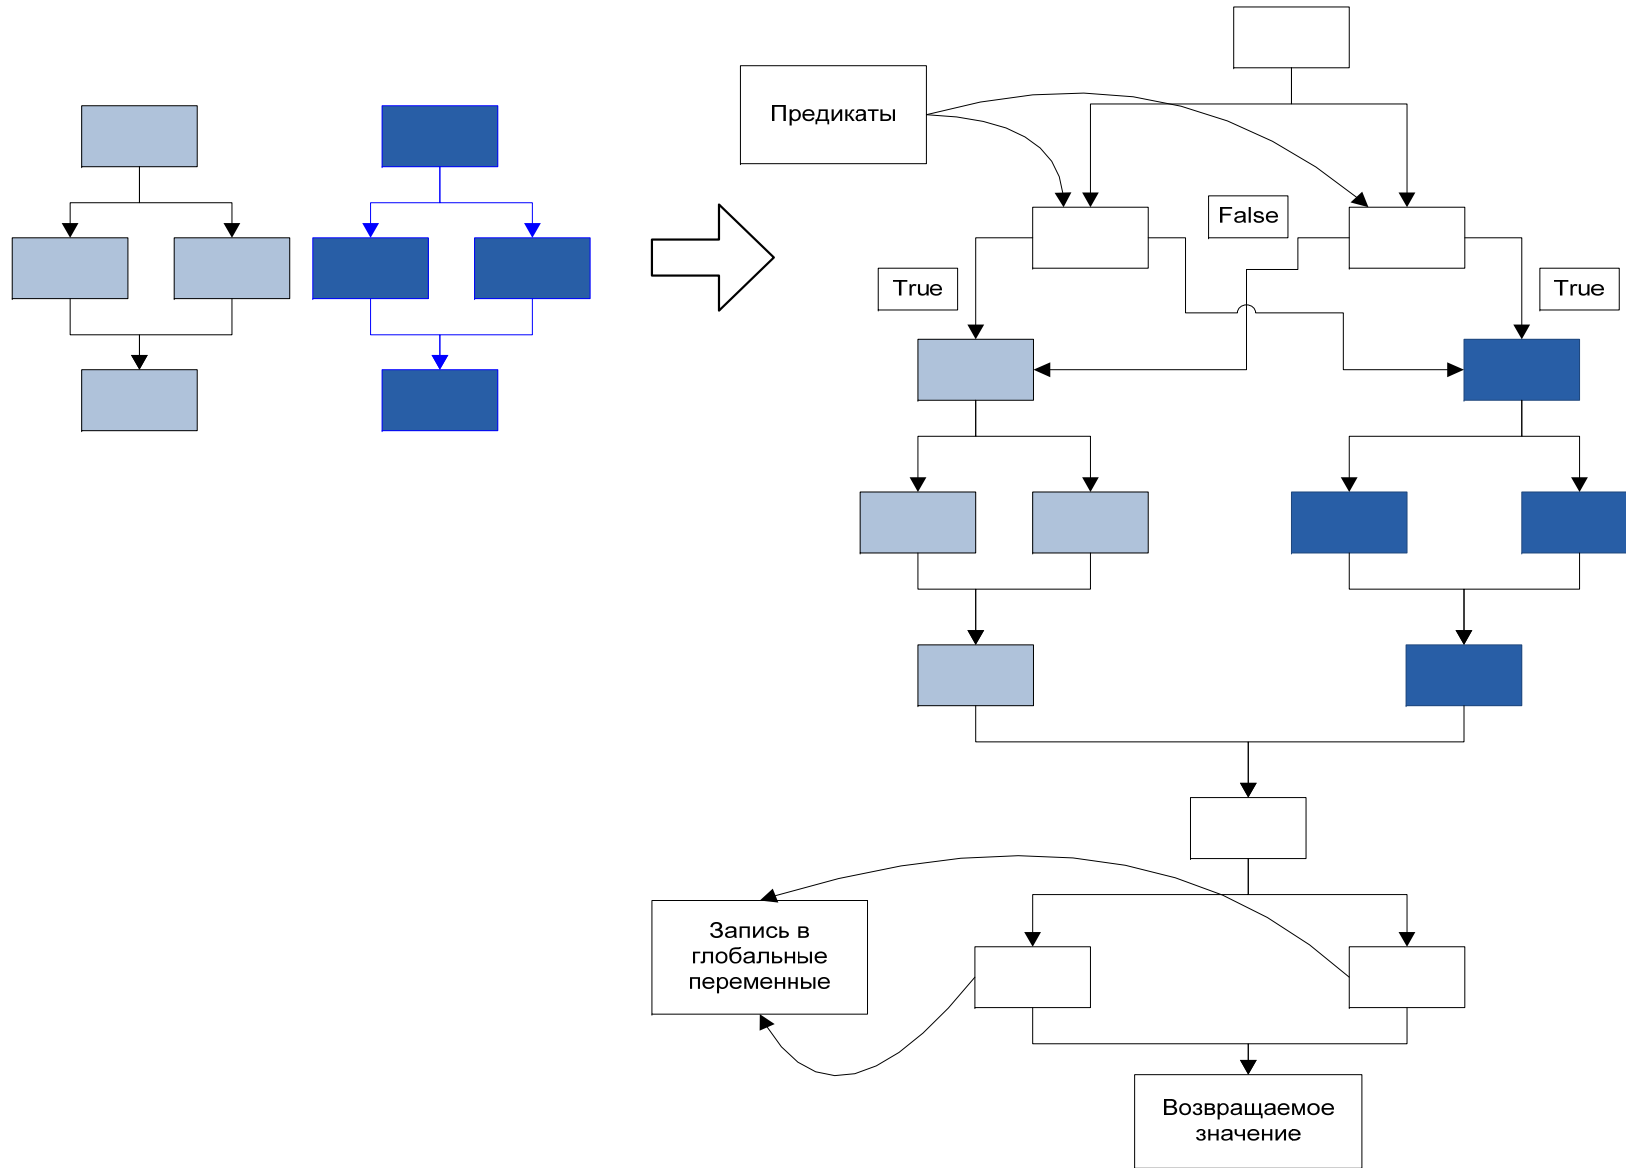 Предикаты
False
True
True
Запись в
глобальные
переменные
Возвращаемое
значение